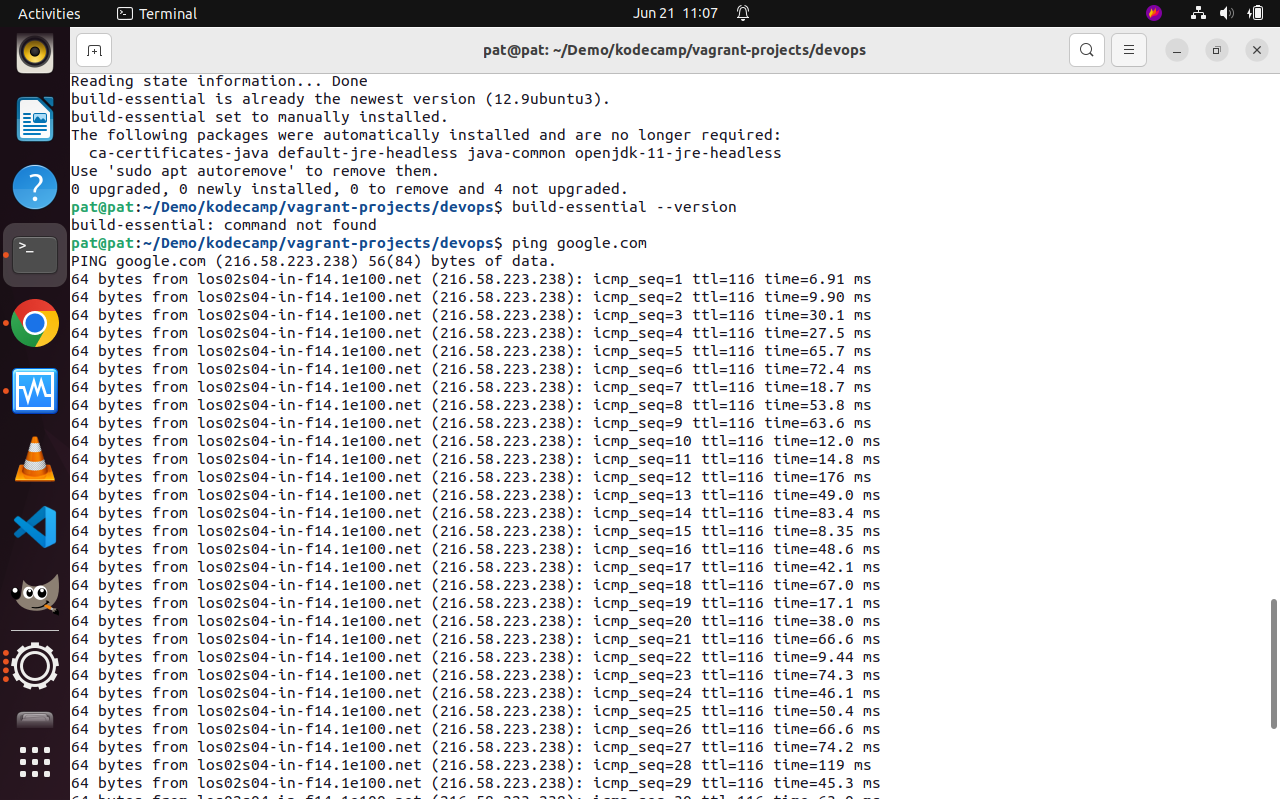 Activities
Terminal
Jun 21 11:07
pat@pat: ~/Demo/kodecamp/vagrant-projects/devops
Reading state information... Done
build-essential is already the newest version (12.9ubuntu3).
build-essential set to manually installed.
The following packages were automatically installed and are no longer required:
ca-certificates-java default-jre-headless java-common openjdk-11-jre-headless
Use 'sudo apt autoremove' to remove them.
0 upgraded, 0 newly installed, 0 to remove and 4 not upgraded.
pat@pat:~/Demo/kodecamp/vagrant-projects/devops$ build-essential --version
build-essential: command not found
pat@pat:~/Demo/kodecamp/vagrant-projects/devops$ ping google.com
PING google.com (216.58.223.238) 56(84) bytes of data.
64 bytes from los02s04-in-f14.1e100.net (216.58.223.238): icmp_seq=1 ttl=116 time=6.91 ms
64 bytes from los02s04-in-f14.1e100.net (216.58.223.238): icmp_seq=2 ttl=116 time=9.90 ms
64 bytes from los02s04-in-f14.1e100.net (216.58.223.238): icmp_seq=3 ttl=116 time=30.1 ms
64 bytes from los02s04-in-f14.1e100.net (216.58.223.238): icmp_seq=4 ttl=116 time=27.5 ms
64 bytes from los02s04-in-f14.1e100.net (216.58.223.238): icmp_seq=5 ttl=116 time=65.7 ms
64 bytes from los02s04-in-f14.1e100.net (216.58.223.238): icmp_seq=6 ttl=116 time=72.4 ms
64 bytes from los02s04-in-f14.1e100.net (216.58.223.238): icmp_seq=7 ttl=116 time=18.7 ms
64 bytes from los02s04-in-f14.1e100.net (216.58.223.238): icmp_seq=8 ttl=116 time=53.8 ms
64 bytes from los02s04-in-f14.1e100.net (216.58.223.238): icmp_seq=9 ttl=116 time=63.6 ms
64 bytes from los02s04-in-f14.1e100.net (216.58.223.238): icmp_seq=10 ttl=116 time=12.0 ms
64 bytes from los02s04-in-f14.1e100.net (216.58.223.238): icmp_seq=11 ttl=116 time=14.8 ms
64 bytes from los02s04-in-f14.1e100.net (216.58.223.238): icmp_seq=12 ttl=116 time=176 ms
64 bytes from los02s04-in-f14.1e100.net (216.58.223.238): icmp_seq=13 ttl=116 time=49.0 ms
64 bytes from los02s04-in-f14.1e100.net (216.58.223.238): icmp_seq=14 ttl=116 time=83.4 ms
64 bytes from los02s04-in-f14.1e100.net (216.58.223.238): icmp_seq=15 ttl=116 time=8.35 ms
64 bytes from los02s04-in-f14.1e100.net (216.58.223.238): icmp_seq=16 ttl=116 time=48.6 ms
64 bytes from los02s04-in-f14.1e100.net (216.58.223.238): icmp_seq=17 ttl=116 time=42.1 ms
64 bytes from los02s04-in-f14.1e100.net (216.58.223.238): icmp_seq=18 ttl=116 time=67.0 ms
64 bytes from los02s04-in-f14.1e100.net (216.58.223.238): icmp_seq=19 ttl=116 time=17.1 ms
64 bytes from los02s04-in-f14.1e100.net (216.58.223.238): icmp_seq=20 ttl=116 time=38.0 ms
64 bytes from los02s04-in-f14.1e100.net (216.58.223.238): icmp_seq=21 ttl=116 time=66.6 ms
64 bytes from los02s04-in-f14.1e100.net (216.58.223.238): icmp_seq=22 ttl=116 time=9.44 ms
64 bytes from los02s04-in-f14.1e100.net (216.58.223.238): icmp_seq=23 ttl=116 time=74.3 ms
64 bytes from los02s04-in-f14.1e100.net (216.58.223.238): icmp_seq=24 ttl=116 time=46.1 ms
64 bytes from los02s04-in-f14.1e100.net (216.58.223.238): icmp_seq=25 ttl=116 time=50.4 ms
64 bytes from los02s04-in-f14.1e100.net (216.58.223.238): icmp_seq=26 ttl=116 time=66.6 ms
64 bytes from los02s04-in-f14.1e100.net (216.58.223.238): icmp_seq=27 ttl=116 time=74.2 ms
64 bytes from los02s04-in-f14.1e100.net (216.58.223.238): icmp_seq=28 ttl=116 time=119 ms
64 bytes from los02s04-in-f14.1e100.net (216.58.223.238): icmp_seq=29 ttl=116 time=45.3 ms